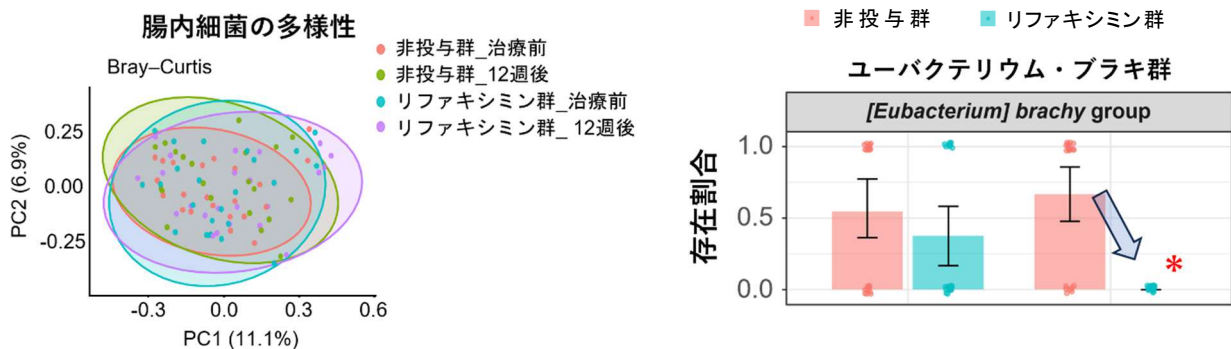 腸内細菌の多様性
Bray–Curtis
非投与群_治療前
非投与群_12週後
リファキシミン群_治療前
リファキシミン群_ 12週後
PC2 (6.9%)
0.25
0.00
-0.25
-0.3
0.0
0.3
0.6
PC1 (11.1%)
非投与群
リファキシミン群
ユーバクテリウム・ブラキ群
[Eubacterium] brachy group
存在割合
1.0
0.5
0.0
*